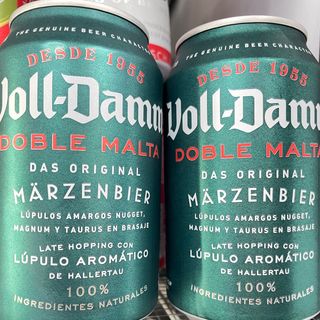 THE GENUINE BEER CHARACTER
DESDE 1955
Voll-Damm
DOBLE MALTA
DAS ORIGINAL
MÄRZENBIER
LÚPULOS AMARGOS NUGGET,
MAGNUM Y TAURUS EN BRASAJE
LATE HOPPING CON
LÚPULO AROMÁTICO
DE HALLERTAU
100%
INGREDIENTES NATURALES
THE GENUINE BEER CHARACTER
DESDE 1955
Voll-Damm
DOBLE MALTA
DAS ORIGINAL
MÄRZENBIER
LÚPULOS AMARGOS NUGGET,
MAGNUM Y TAURUS EN BRASAJE
LATE HOPPING CON
LÚPULO AROMÁTICO
DE HALLERTAU
100%
INGREDIENTES NATURALES